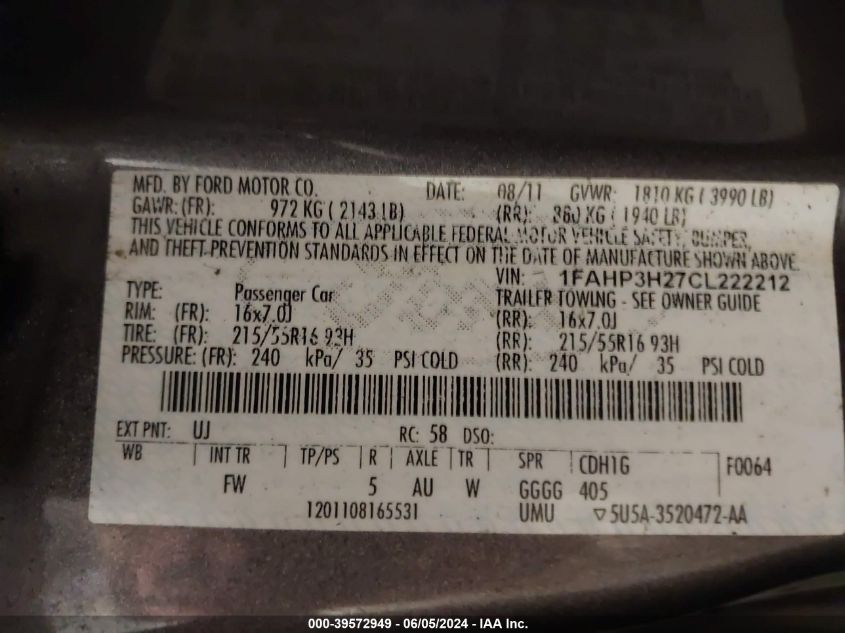 MFD. BY FORD MOTOR CO. DATE: 08/11 GVWR: 1810 KG ( 3990 LB)
GAWR: (FR): 972 KG ( 2143 LB) (RR): 880 KG ( 1940 LB)
THIS VEHICLE CONFORMS TO ALL APPLICABLE FEDERAL MOTOR VEHICLE SAFETY, BUMPER,
AND THEFT PREVENTION STANDARDS IN EFFECT ON THE DATE OF MANUFACTURE SHOWN ABOVE.
VIN: 1FAHP3H27CL222212
TYPE: Passenger Car TRAILER TOWING - SEE OWNER GUIDE
RIM: (FR): 16x7.0J (RR): 16x7.0J
TIRE: (FR): 215/55R16 93H (RR): 215/55R16 93H
PRESSURE: (FR): 240 kPa/ 35 PSI COLD (RR): 240 kPa/ 35 PSI COLD
EXT PNT: UJ RC: 58 DSO:
WB INT TR TP/PS R AXLE TR SPR CDH1G F0064
FW 5 AU W GGGG 405
1201108165531 UMU ▽5U5A-3520472-AA
000-39572949 - 06/05/2024 - IAA Inc.